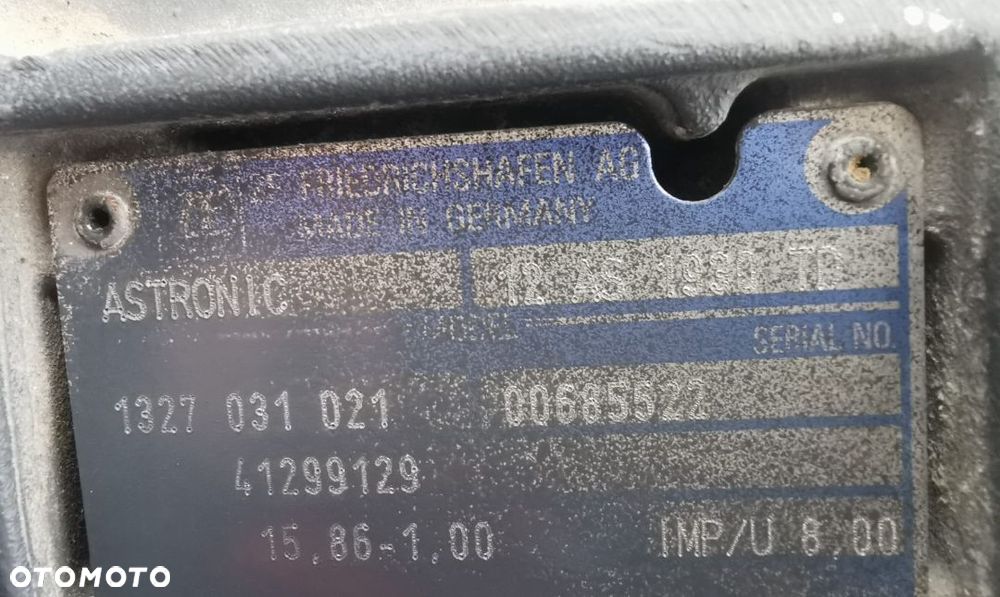 ZF FRIEDRICHSHAFEN AG
MADE IN GERMANY
ASTRONIC 12 AS 1930 TD
MODEL SERIAL NO.
1327 031 021 00685522
41299129
15,86-1,00 IMP/U 8,00
OTOMOTO